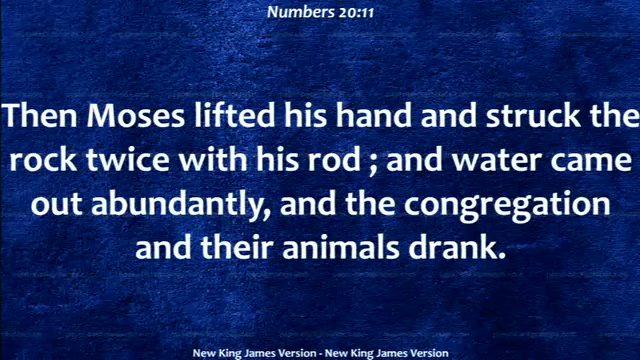 Numbers 20:11
Then Moses lifted his hand and struck the
rock twice with his rod ; and water came
out abundantly, and the congregation
and their animals drank.
New King James Version - New King James Version